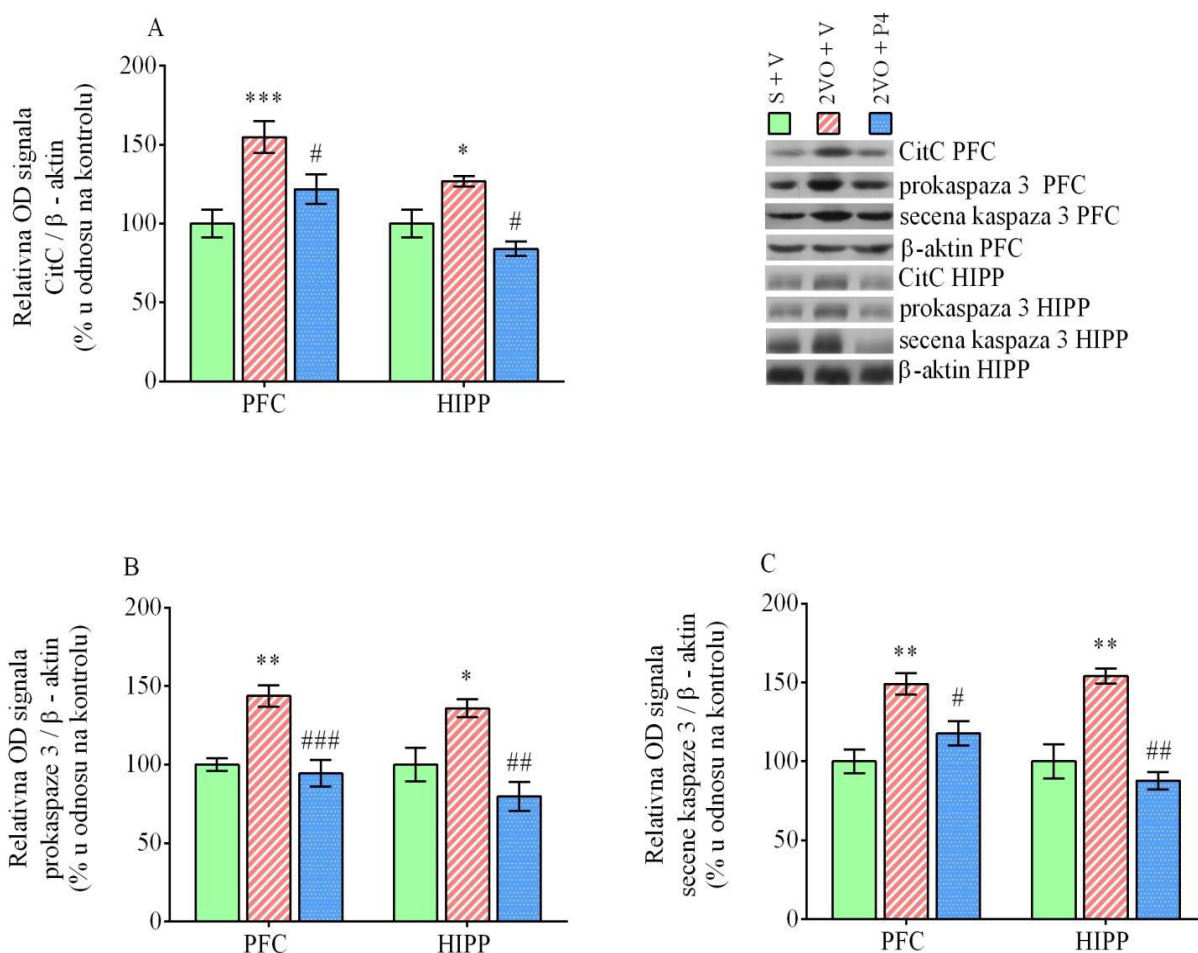 A
Relativna OD signala
CitC / β - aktin
(% u odnosu na kontrolu)
200
150
100
50
0
***
#
*
#
PFC
HIPP
S + V
2VO + V
2VO + P4
CitC PFC
prokaspaza 3 PFC
secena kaspaza 3 PFC
β-aktin PFC
CitC HIPP
prokaspaza 3 HIPP
secena kaspaza 3 HIPP
β-aktin HIPP
B
Relativna OD signala
prokaspaze 3 / β - aktin
(% u odnosu na kontrolu)
200
150
100
50
0
**
###
*
##
PFC
HIPP
C
Relativna OD signala
secene kaspaze 3 / β - aktin
(% u odnosu na kontrolu)
200
150
100
50
0
**
#
**
##
PFC
HIPP